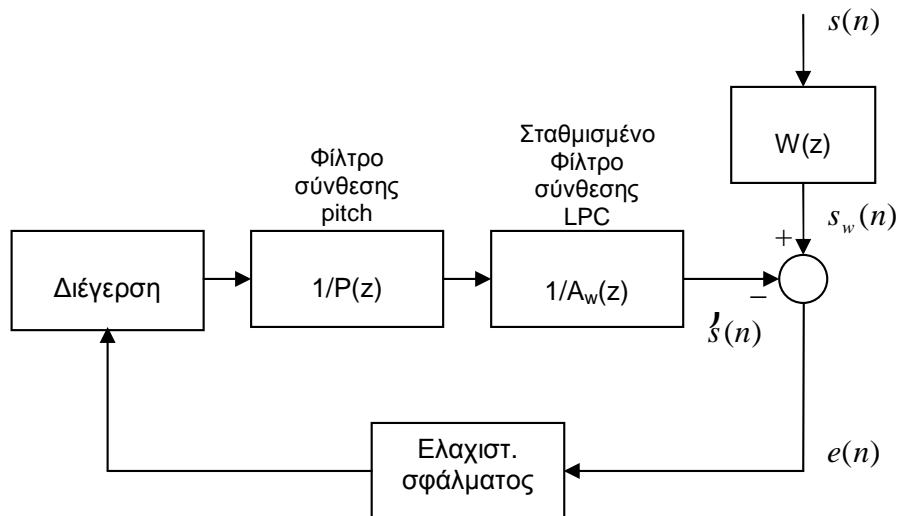 s(n)
W(z)
Φίλτρο
σύνθεσης
pitch
Σταθμισμένο
Φίλτρο
σύνθεσης
LPC
s_w(n)
+
Διέγερση
1/P(z)
1/A_w(z)
−
ŝ(n)
Ελαχιστ.
σφάλματος
e(n)